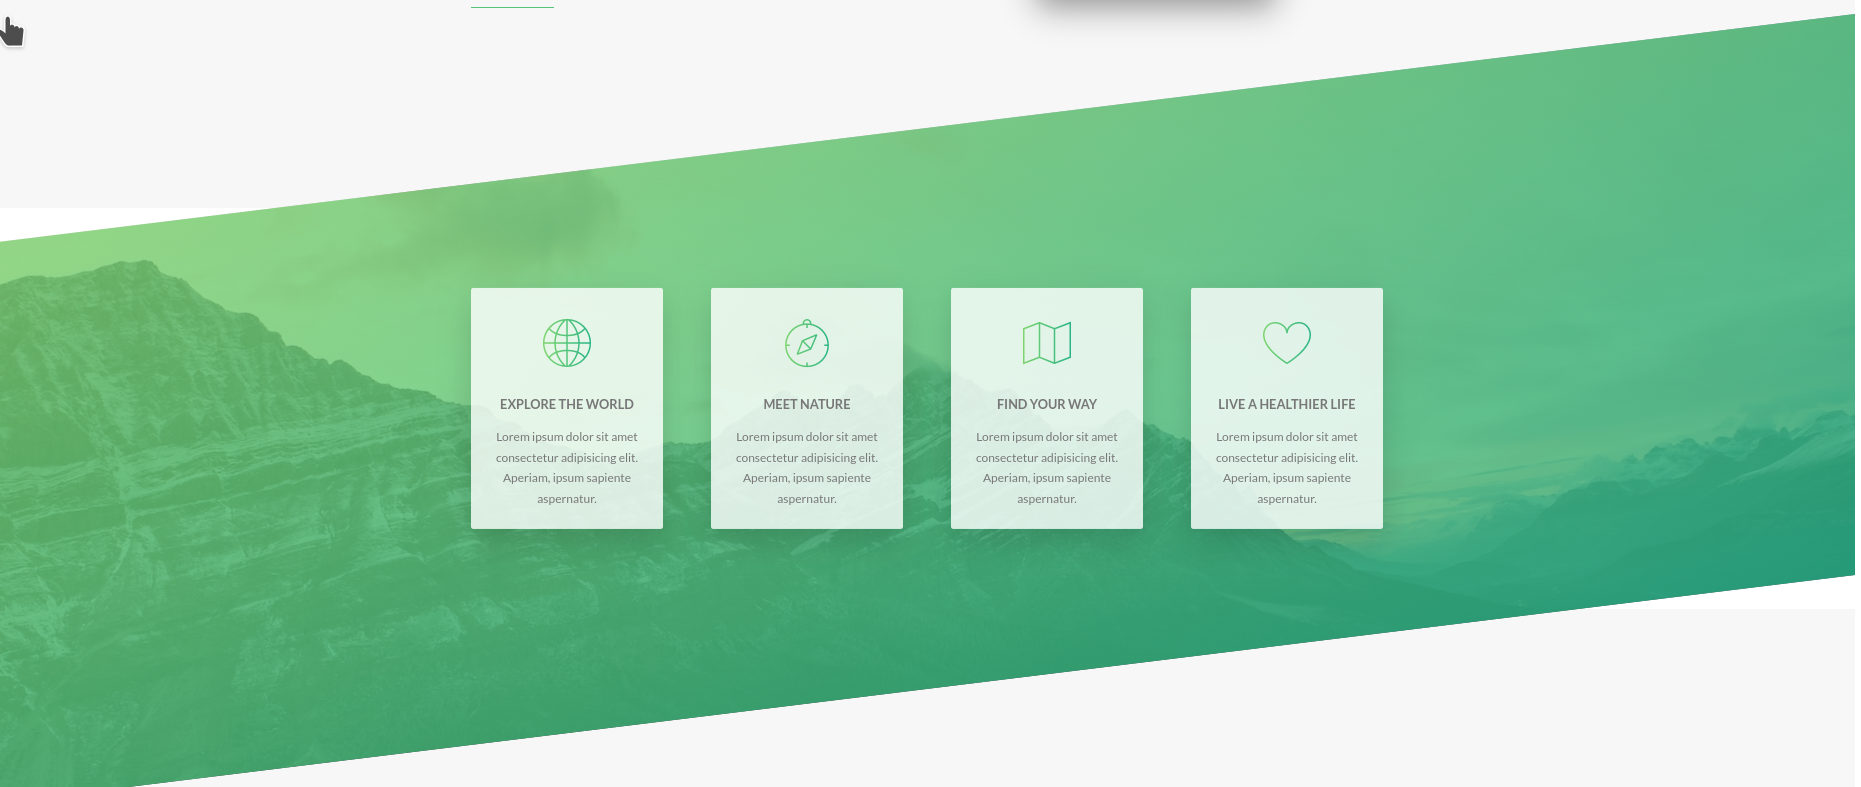 EXPLORE THE WORLD
Lorem ipsum dolor sit amet
consectetur adipisicing elit.
Aperiam, ipsum sapiente
aspernatur.
MEET NATURE
Lorem ipsum dolor sit amet
consectetur adipisicing elit.
Aperiam, ipsum sapiente
aspernatur.
FIND YOUR WAY
Lorem ipsum dolor sit amet
consectetur adipisicing elit.
Aperiam, ipsum sapiente
aspernatur.
LIVE A HEALTHIER LIFE
Lorem ipsum dolor sit amet
consectetur adipisicing elit.
Aperiam, ipsum sapiente
aspernatur.